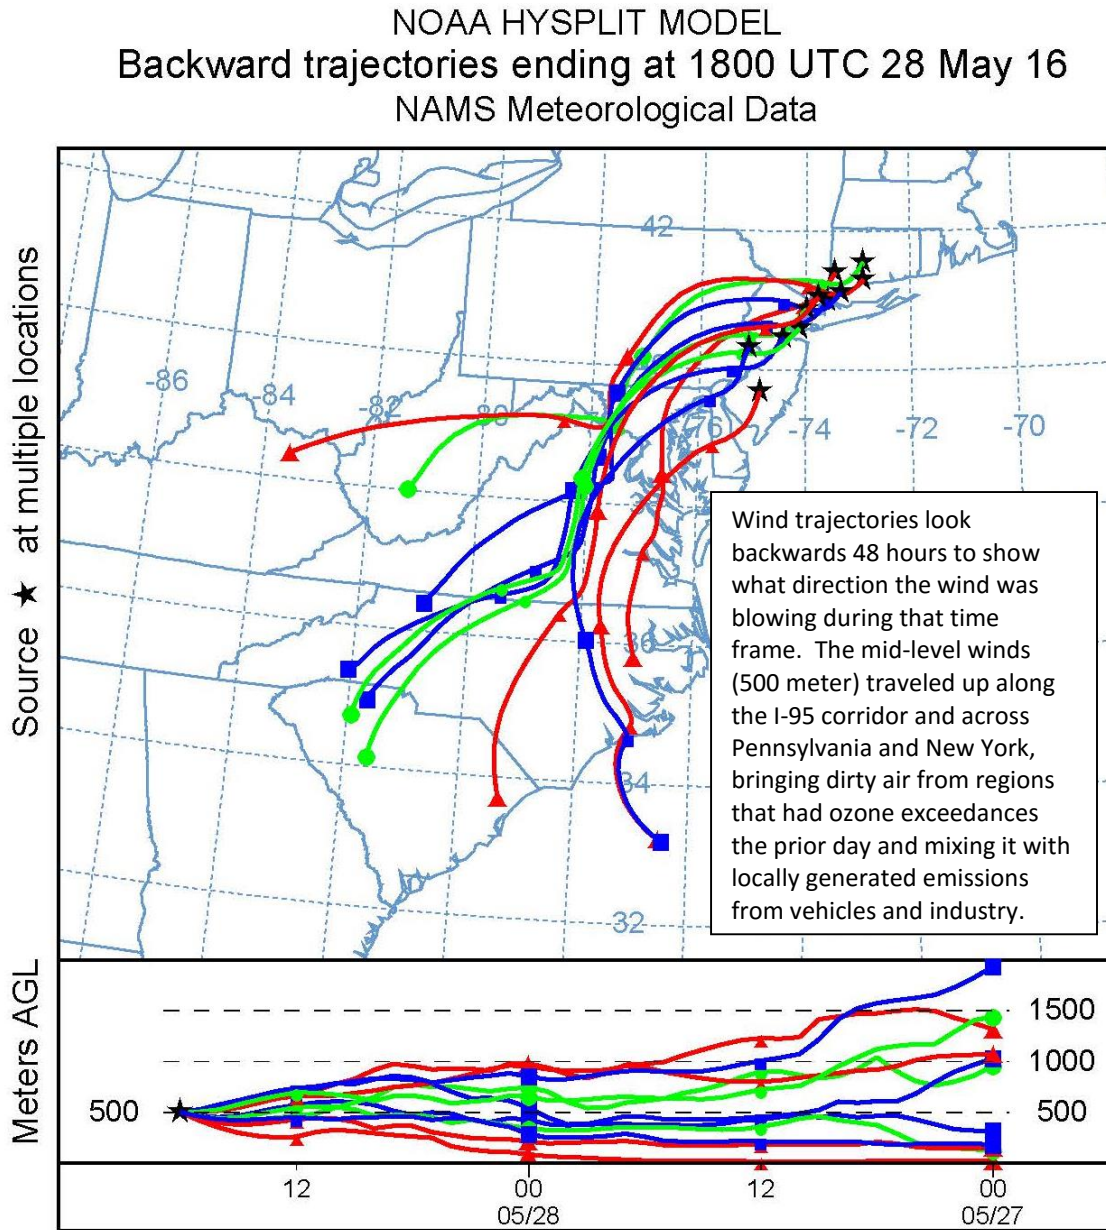 NOAA HYSPLIT MODEL
Backward trajectories ending at 1800 UTC 28 May 16
NAMS Meteorological Data
Source ★ at multiple locations
42
-86
-84
-82
-80
-76
-74
-72
-70
36
34
32
Wind trajectories look
backwards 48 hours to show
what direction the wind was
blowing during that time
frame. The mid-level winds
(500 meter) traveled up along
the I-95 corridor and across
Pennsylvania and New York,
bringing dirty air from regions
that had ozone exceedances
the prior day and mixing it with
locally generated emissions
from vehicles and industry.
Meters AGL
1500
1000
500
500
12
00
12
00
05/28
05/27